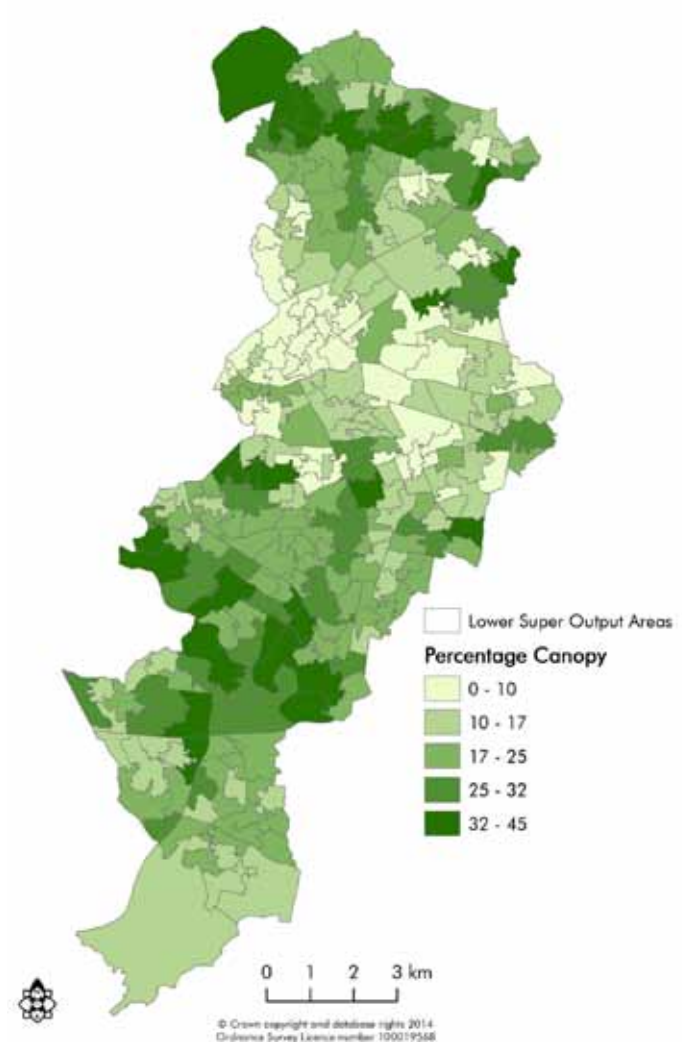 Lower Super Output Areas
Percentage Canopy
0 - 10
10 - 17
17 - 25
25 - 32
32 - 45
0 1 2 3 km
© Crown copyright and database rights 2014
Ordnance Survey Licence number 100019568